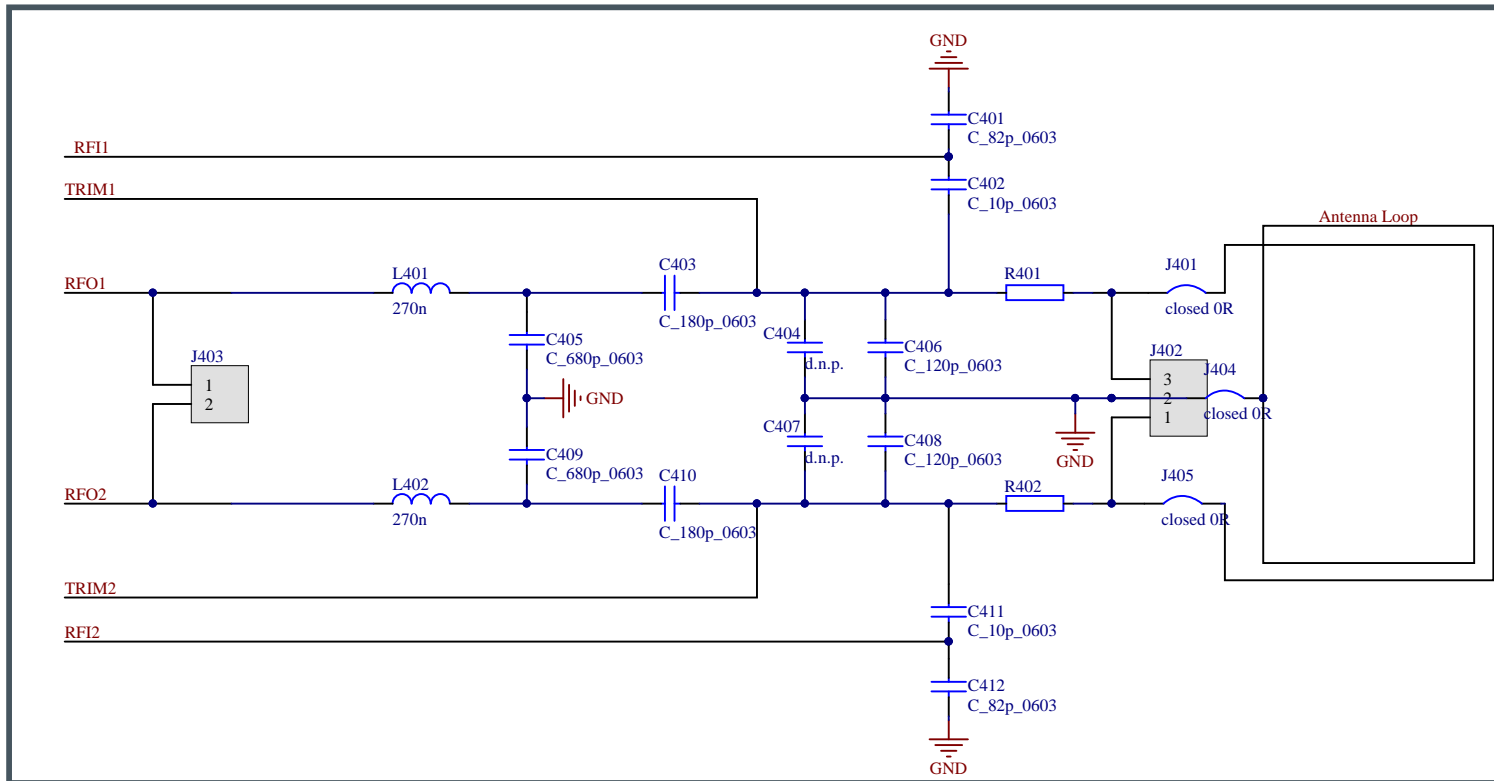 GND
C401
C_82p_0603
RFI1
C402
C_10p_0603
TRIM1
Antenna Loop
RFO1
L401
270n
C403
C_180p_0603
R401
J401
closed 0R
C405
C_680p_0603
C404
d.n.p.
C406
C_120p_0603
J403
1
2
GND
J402
3
2
1
J404
closed 0R
C407
d.n.p.
C408
C_120p_0603
GND
C409
C_680p_0603
RFO2
L402
270n
C410
C_180p_0603
R402
J405
closed 0R
TRIM2
RFI2
C411
C_10p_0603
C412
C_82p_0603
GND